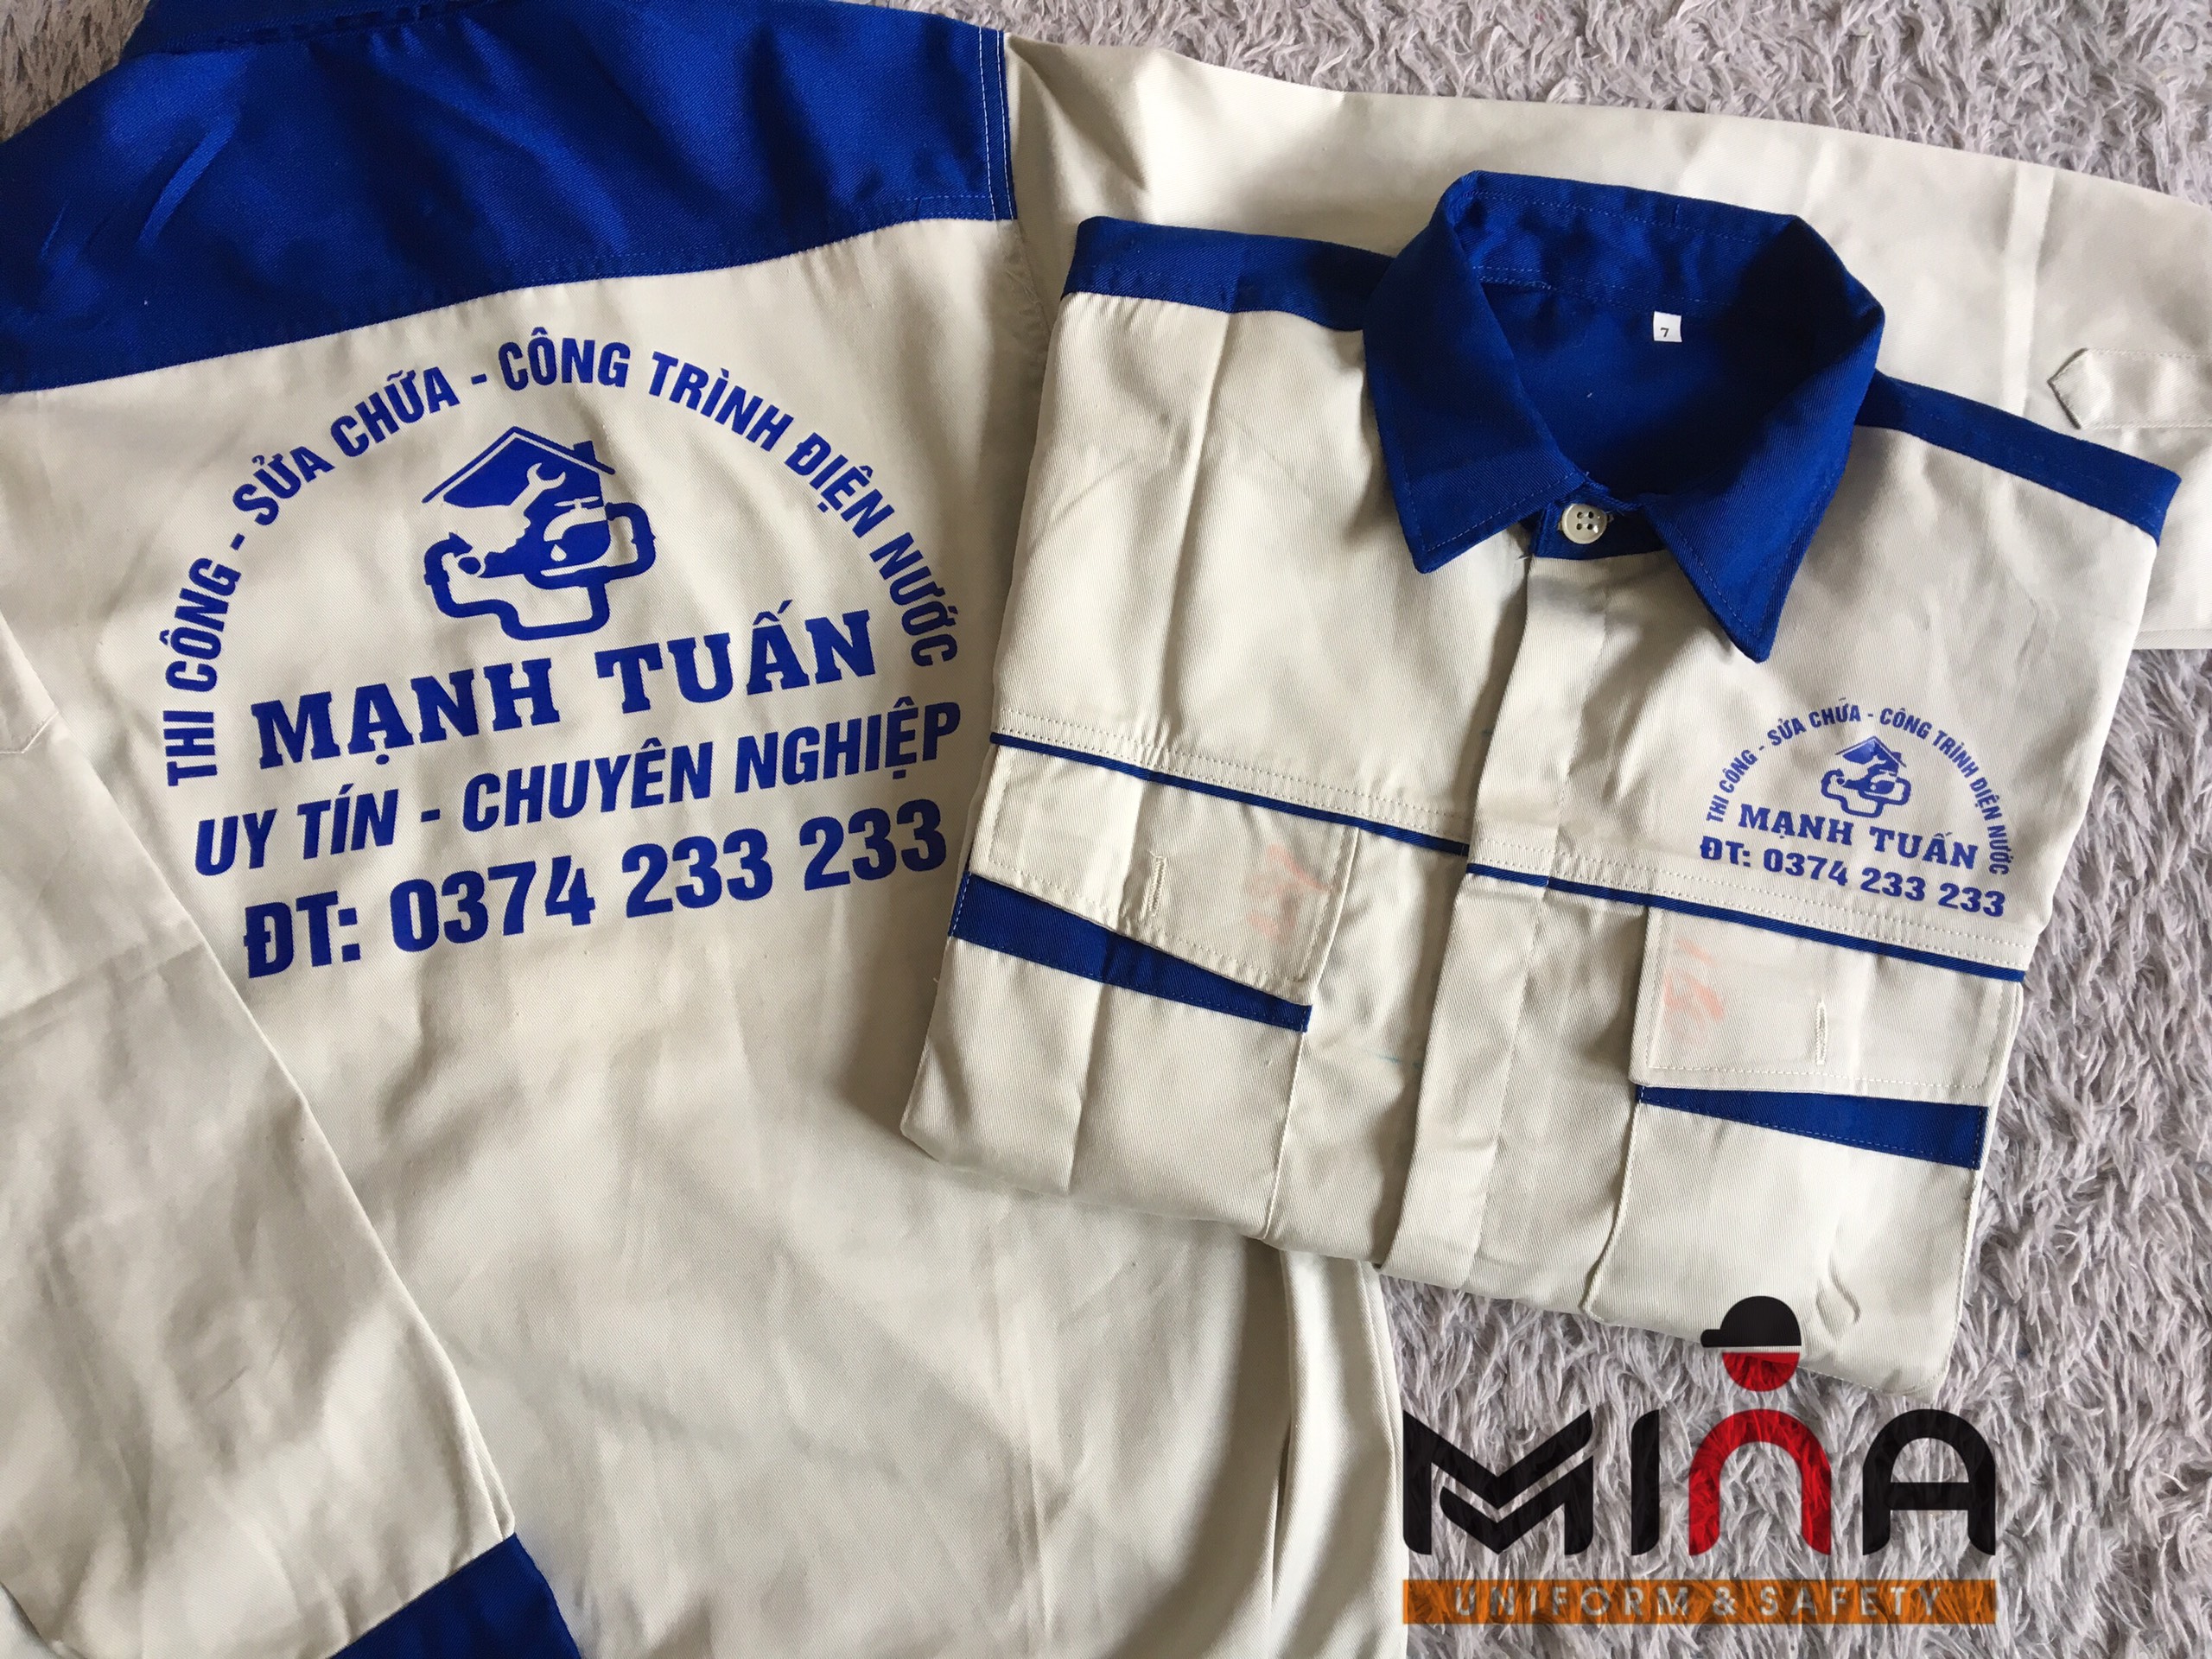 THI CÔNG - SỬA CHỮA - CÔNG TRÌNH ĐIỆN NƯỚC
MẠNH TUẤN
UY TÍN - CHUYÊN NGHIỆP
ĐT: 0374 233 233
7
THI CÔNG - SỬA CHỮA - CÔNG TRÌNH ĐIỆN NƯỚC
MẠNH TUẤN
ĐT: 0374 233 233
MINA
UNIFORM & SAFETY